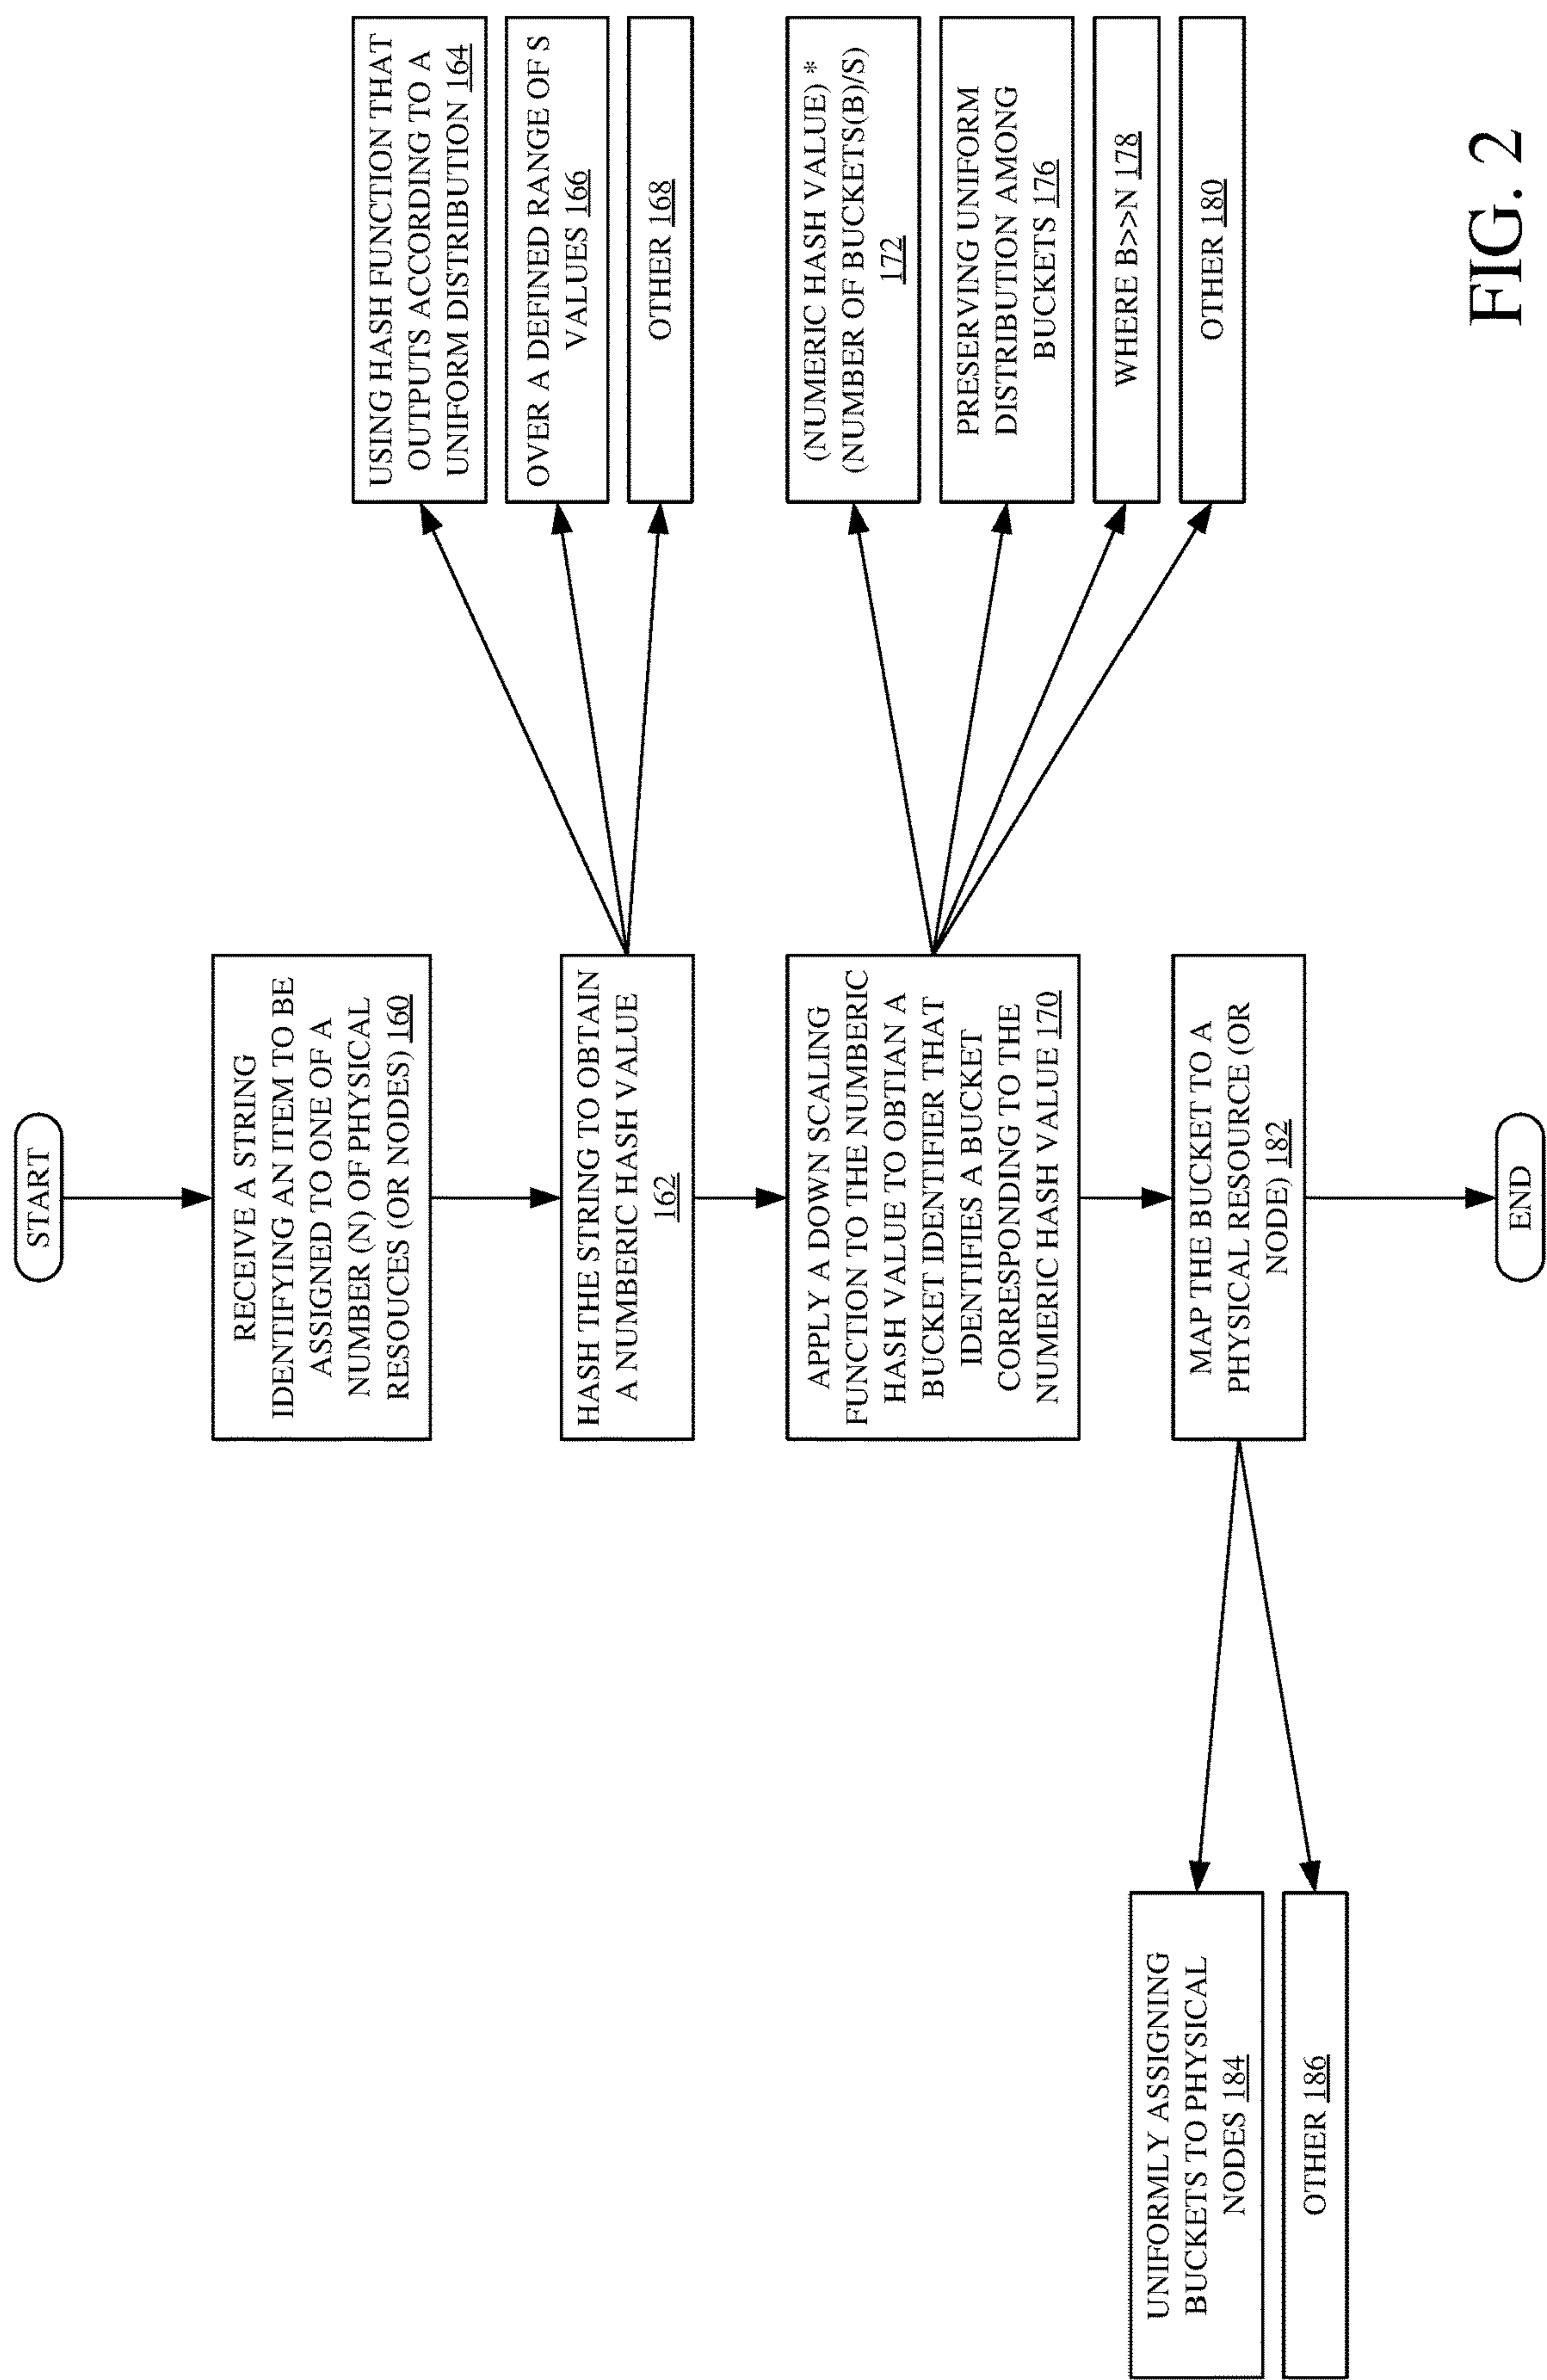 START
RECEIVE A STRING
IDENTIFYING AN ITEM TO BE
ASSIGNED TO ONE OF A
NUMBER (N) OF PHYSICAL
RESOUCES (OR NODES) 160
HASH THE STRING TO OBTAIN
A NUMBERIC HASH VALUE
162
USING HASH FUNCTION THAT
OUTPUTS ACCORDING TO A
UNIFORM DISTRIBUTION 164
OVER A DEFINED RANGE OF S
VALUES 166
OTHER 168
APPLY A DOWN SCALING
FUNCTION TO THE NUMBERIC
HASH VALUE TO OBTIAN A
BUCKET IDENTIFIER THAT
IDENTIFIES A BUCKET
CORRESPONDING TO THE
NUMERIC HASH VALUE 170
(NUMERIC HASH VALUE) *
(NUMBER OF BUCKETS(B)/S)
172
PRESERVING UNIFORM
DISTRIBUTION AMONG
BUCKETS 176
WHERE B>>N 178
OTHER 180
MAP THE BUCKET TO A
PHYSICAL RESOURCE (OR
NODE) 182
UNIFORMLY ASSIGNING
BUCKETS TO PHYSICAL
NODES 184
OTHER 186
END
FIG. 2